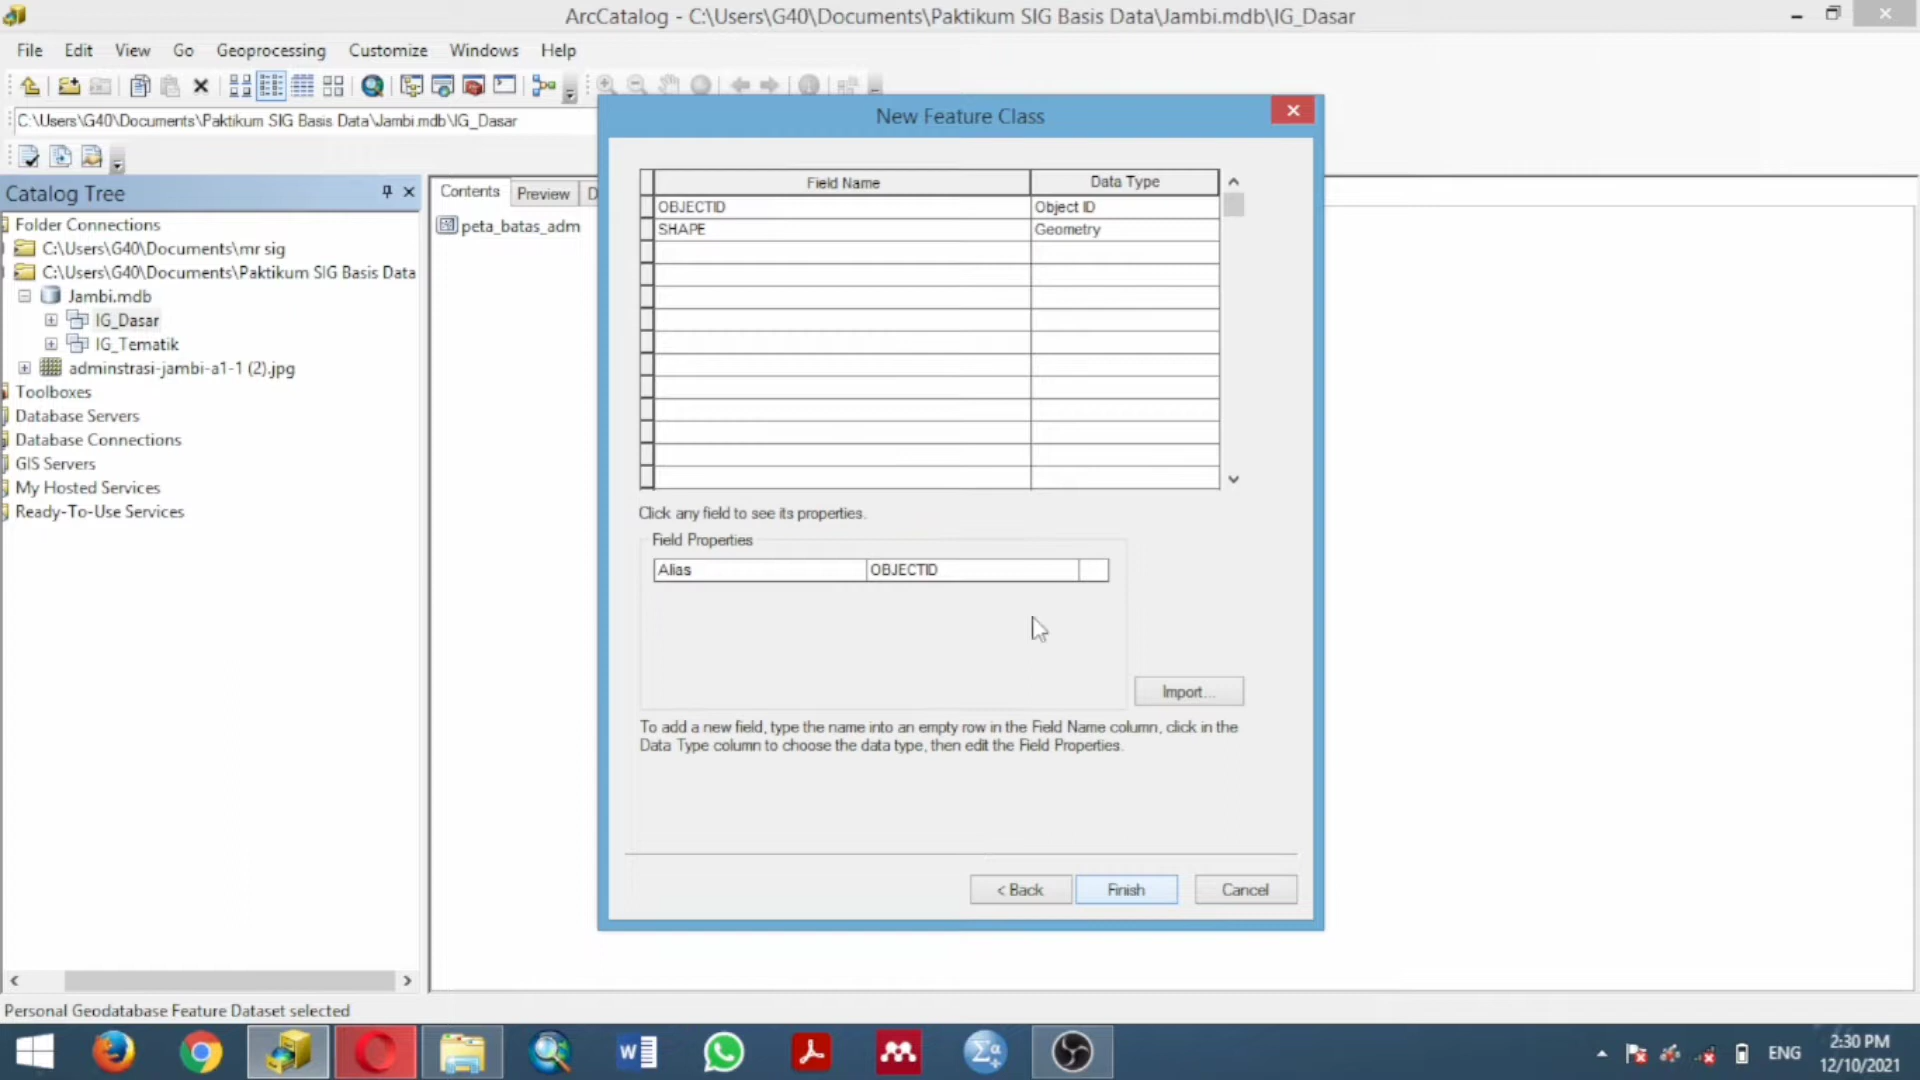 ArcCatalog - C:\Users\G40\Documents\Paktikum SIG Basis Data\Jambi.mdb\IG_Dasar
File Edit View Go Geoprocessing Customize Windows Help
C:\Users\G40\Documents\Paktikum SIG Basis Data\Jambi.mdb\IG_Dasar
New Feature Class
Catalog Tree
Contents Preview D
Folder Connections
C:\Users\G40\Documents\mr sig
C:\Users\G40\Documents\Paktikum SIG Basis Data
Jambi.mdb
IG_Dasar
IG_Tematik
adminstrasi-jambi-a1-1 (2).jpg
Toolboxes
Database Servers
Database Connections
GIS Servers
My Hosted Services
Ready-To-Use Services
peta_batas_adm
Field Name Data Type
OBJECTID Object ID
SHAPE Geometry
Click any field to see its properties.
Field Properties
Alias OBJECTID
Import...
To add a new field, type the name into an empty row in the Field Name column, click in the
Data Type column to choose the data type, then edit the Field Properties.
< Back Finish Cancel
Personal Geodatabase Feature Dataset selected
ENG
2:30 PM
12/10/2021